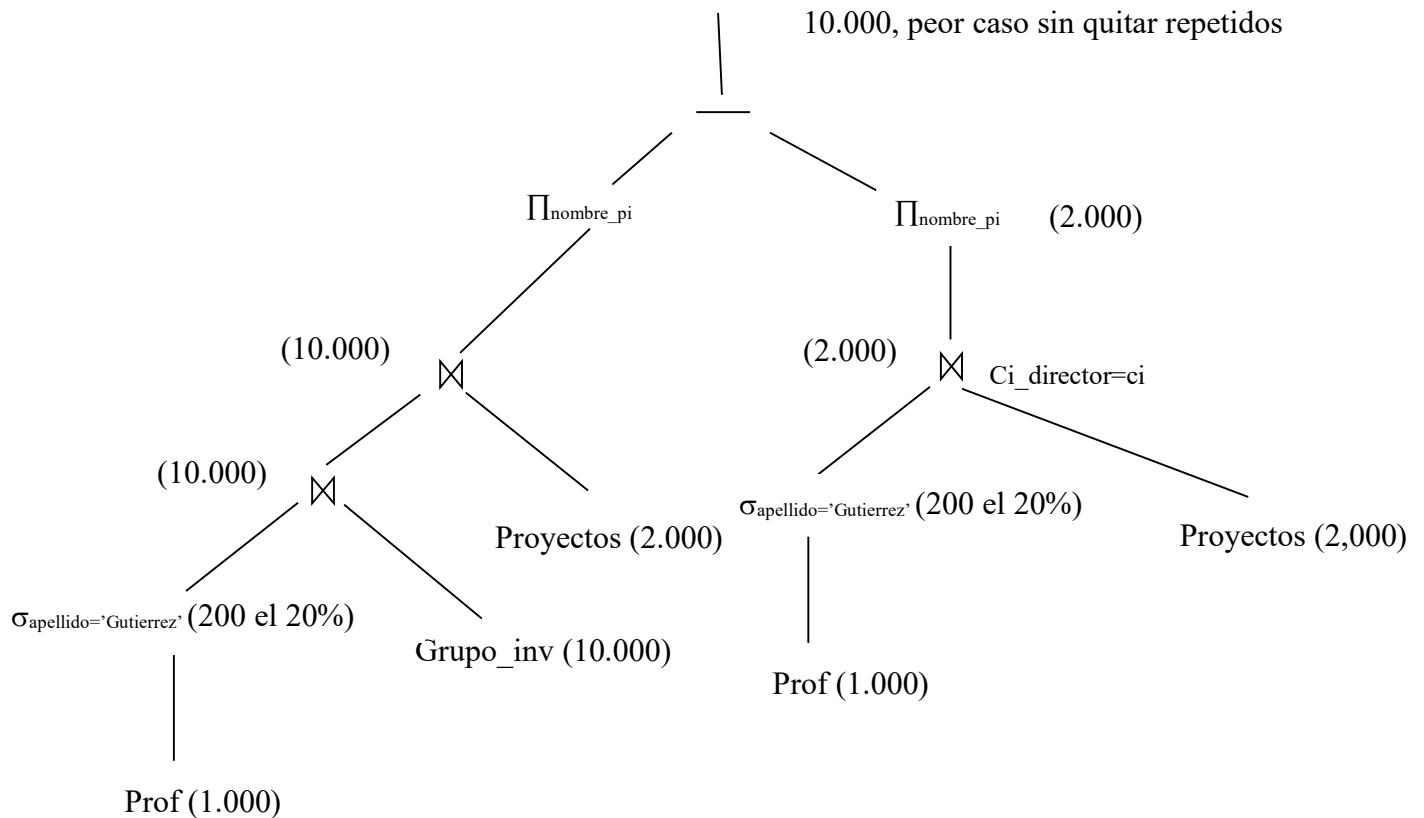 10.000, peor caso sin quitar repetidos
—
∏nombre_pi
∏nombre_pi (2.000)
(10.000) ⋈
(2.000) ⋈ Ci_director=ci
(10.000) ⋈
Proyectos (2.000)
σapellido=’Gutierrez’ (200 el 20%)
Proyectos (2,000)
σapellido=’Gutierrez’ (200 el 20%)
Grupo_inv (10.000)
Prof (1.000)
Prof (1.000)